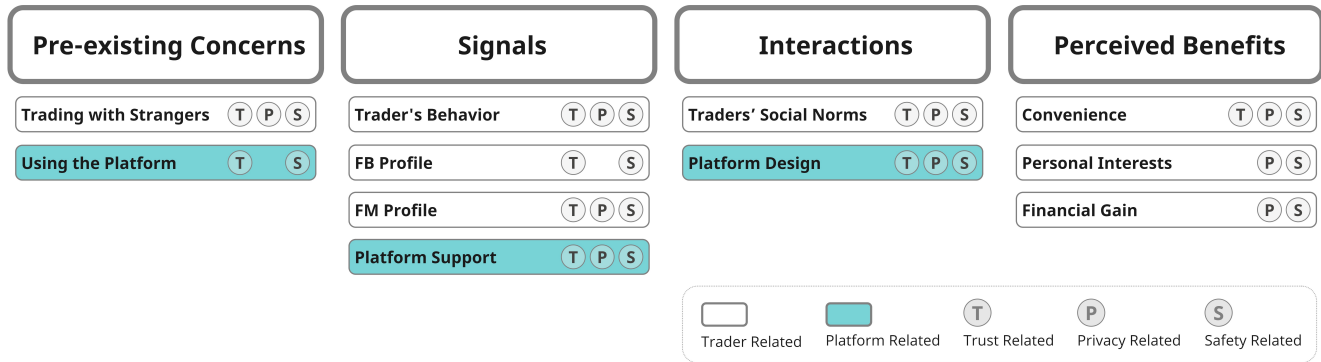 Pre-existing Concerns
Trading with Strangers T P S
Using the Platform T S
Signals
Trader's Behavior T P S
FB Profile T S
FM Profile T P S
Platform Support T P S
Interactions
Traders’ Social Norms T P S
Platform Design T P S
Perceived Benefits
Convenience T P S
Personal Interests P S
Financial Gain P S
T P S
Trader Related Platform Related Trust Related Privacy Related Safety Related